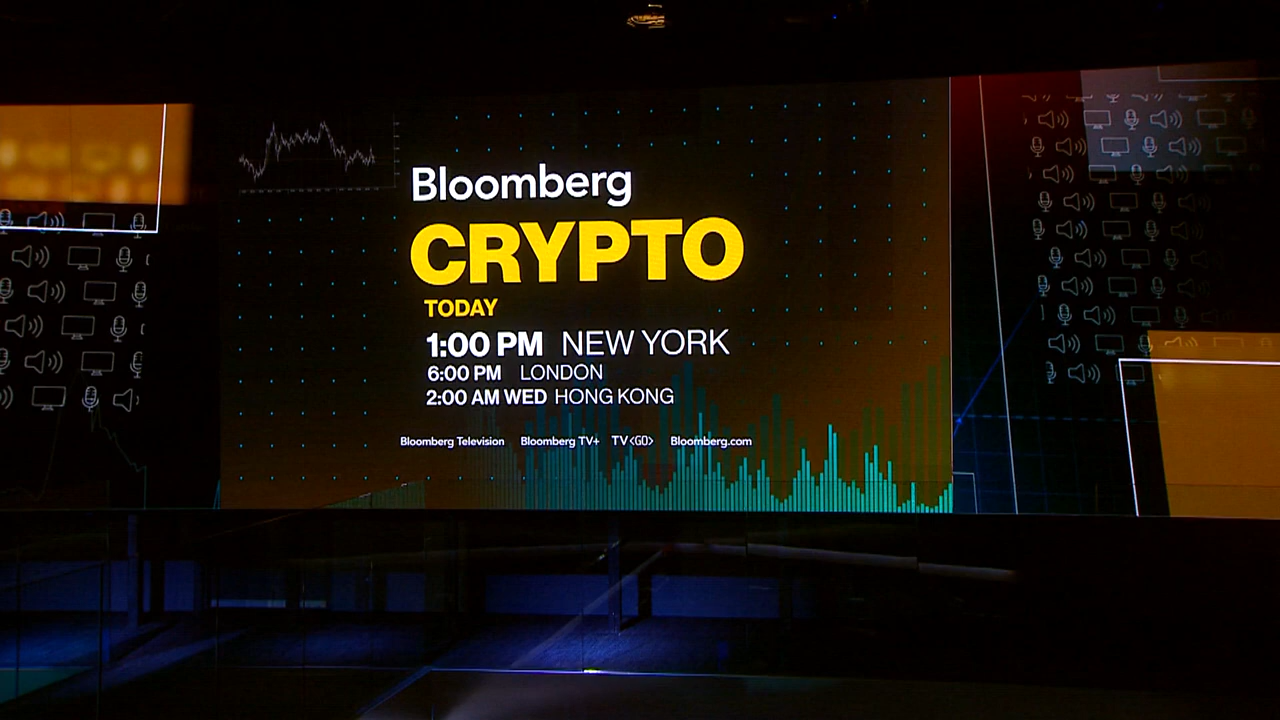 Bloomberg
CRYPTO
TODAY
1:00 PM NEW YORK
6:00 PM LONDON
2:00 AM WED HONG KONG
Bloomberg Television Bloomberg TV+ TV<GO> Bloomberg.com